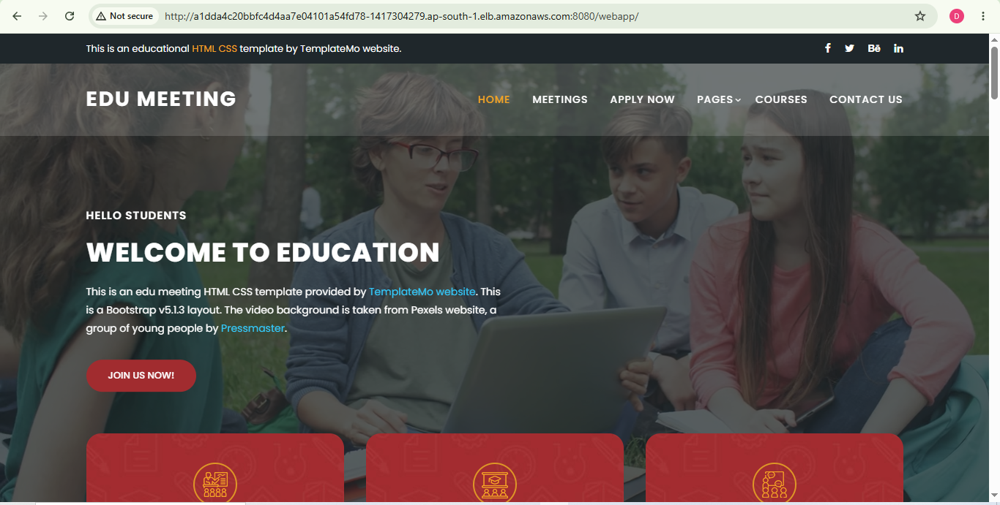 Not secure
http://a1dda4c20bbfc4d4aa7e04101a54fd78-1417304279.ap-south-1.elb.amazonaws.com:8080/webapp/
D
This is an educational HTML CSS template by TemplateMo website.
EDU MEETING
HOME MEETINGS APPLY NOW PAGES COURSES CONTACT US
HELLO STUDENTS
WELCOME TO EDUCATION
This is an edu meeting HTML CSS template provided by TemplateMo website. This
is a Bootstrap v5.1.3 layout. The video background is taken from Pexels website, a
group of young people by Pressmaster.
JOIN US NOW!